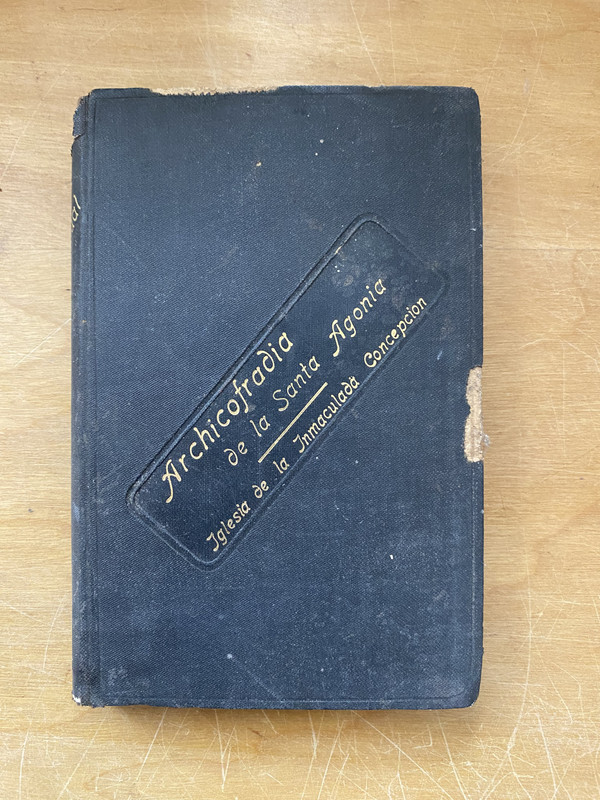 Archicofradia
de la Santa Agonia
Iglesia de la Inmaculada Concepcion